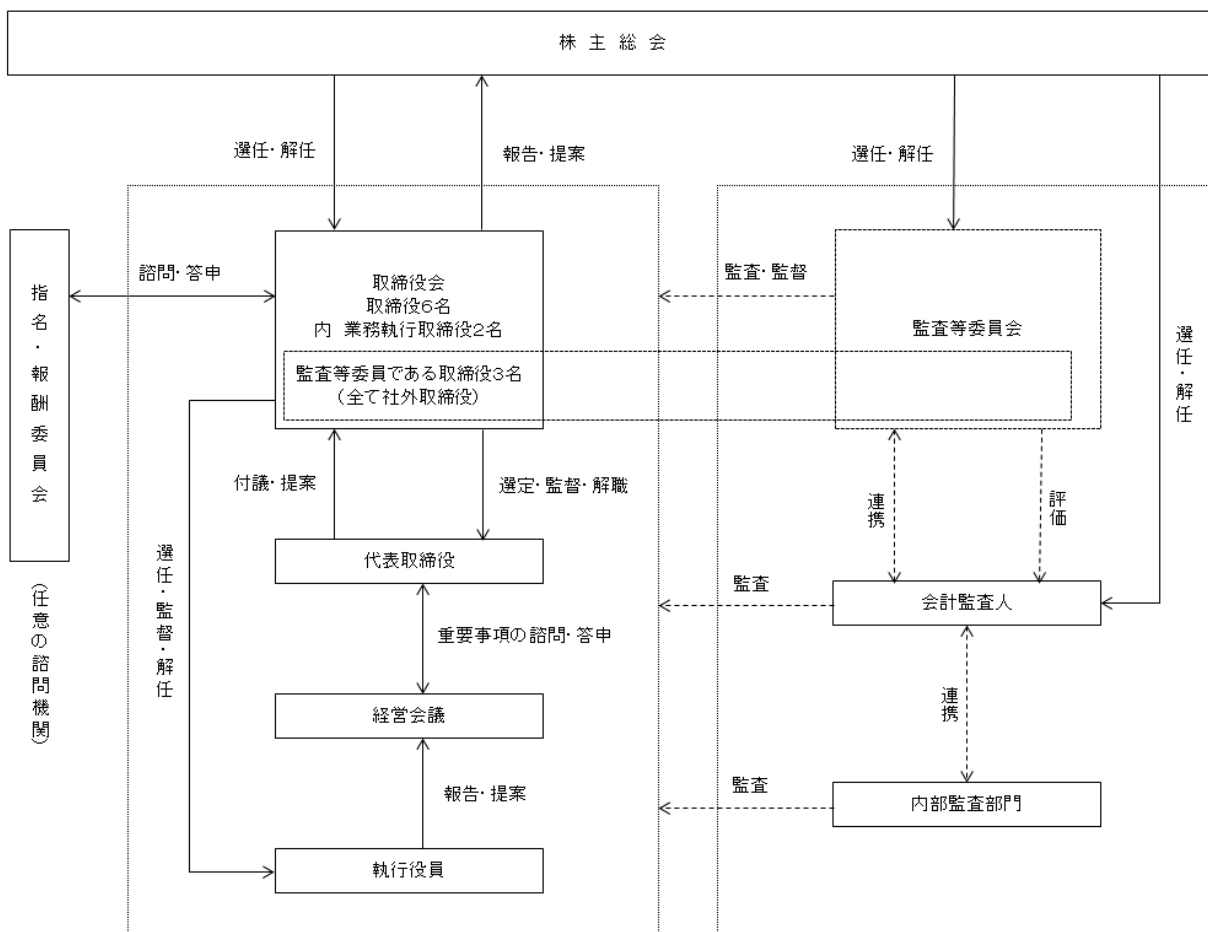 株主総会
選任・解任
報告・提案
選任・解任
選任・解任
指名・報酬委員会
(任意の諮問機関)
諮問・答申
取締役会
取締役6名
内 業務執行取締役2名
監査等委員である取締役3名
(全て社外取締役)
監査・監督
監査等委員会
付議・提案
選定・監督・解職
選任・監督・解任
連携
評価
代表取締役
監査
会計監査人
重要事項の諮問・答申
連携
経営会議
報告・提案
監査
内部監査部門
執行役員